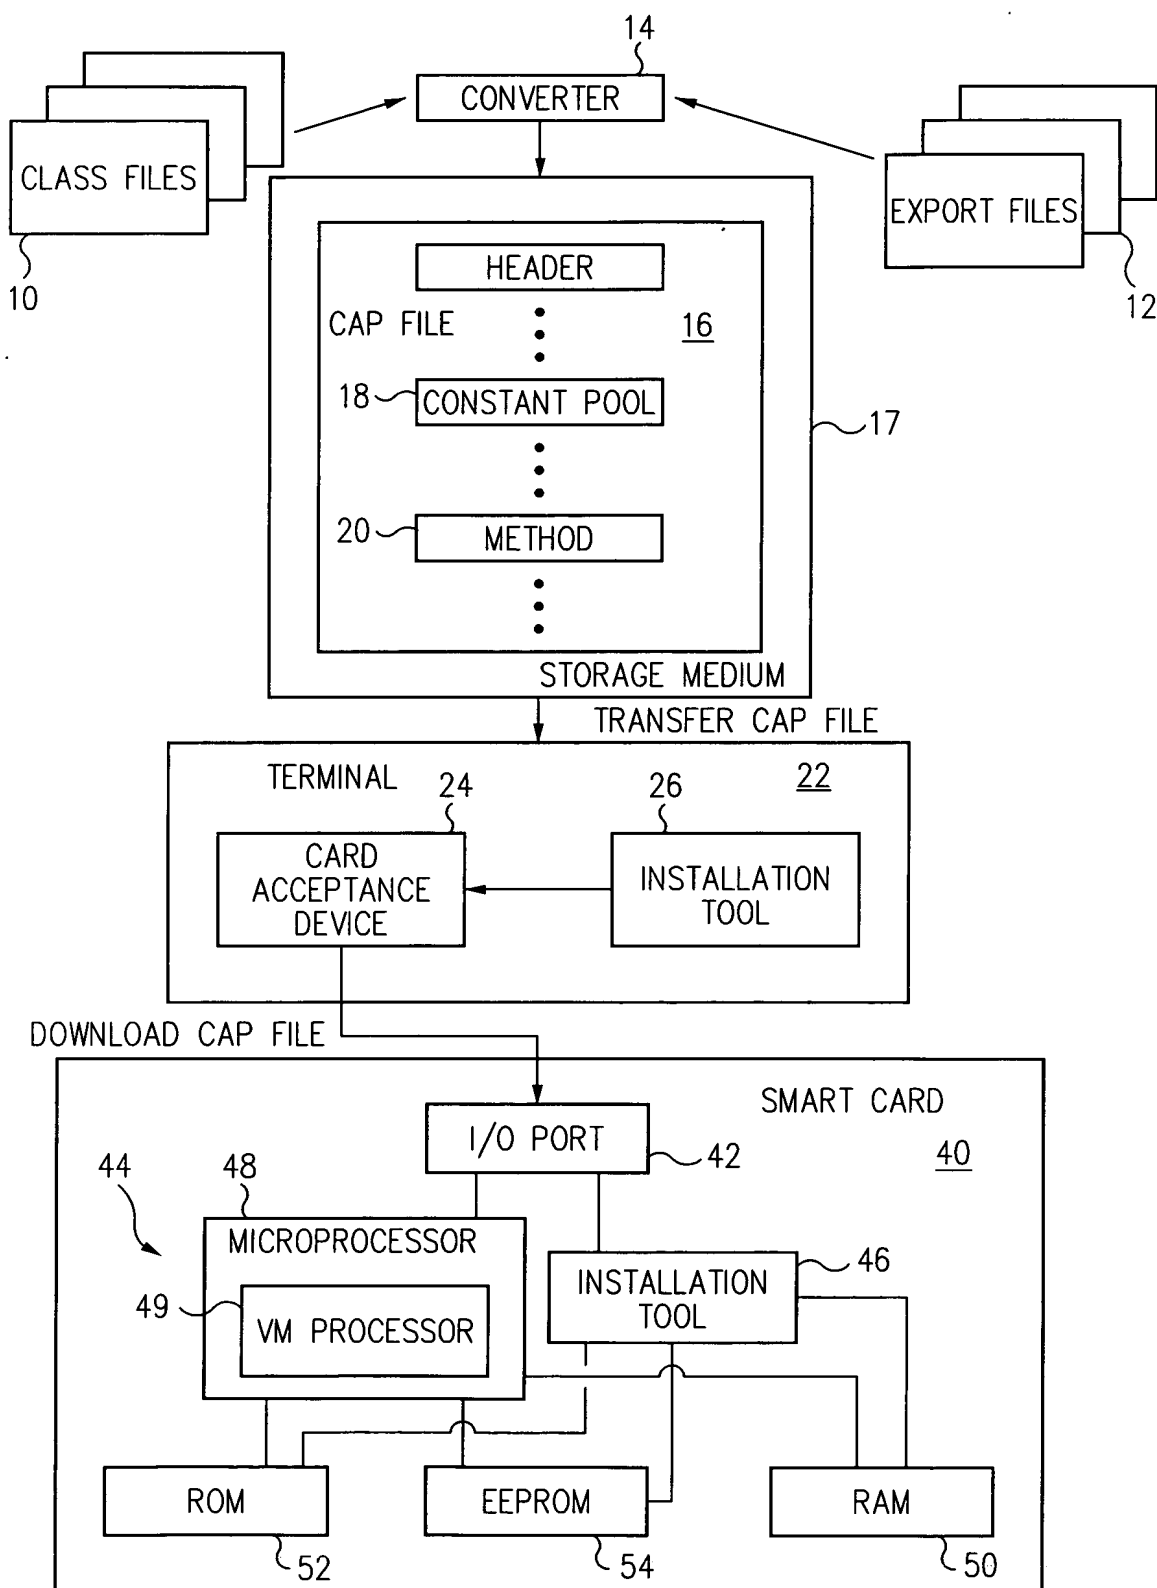 14
CONVERTER
CLASS FILES
10
EXPORT FILES
12
HEADER
CAP FILE
16
18
CONSTANT POOL
17
20
METHOD
STORAGE MEDIUM
TRANSFER CAP FILE
TERMINAL
22
24
26
CARD
ACCEPTANCE
DEVICE
INSTALLATION
TOOL
DOWNLOAD CAP FILE
SMART CARD
40
I/O PORT
42
44
48
MICROPROCESSOR
49
VM PROCESSOR
46
INSTALLATION
TOOL
ROM
52
EEPROM
54
RAM
50